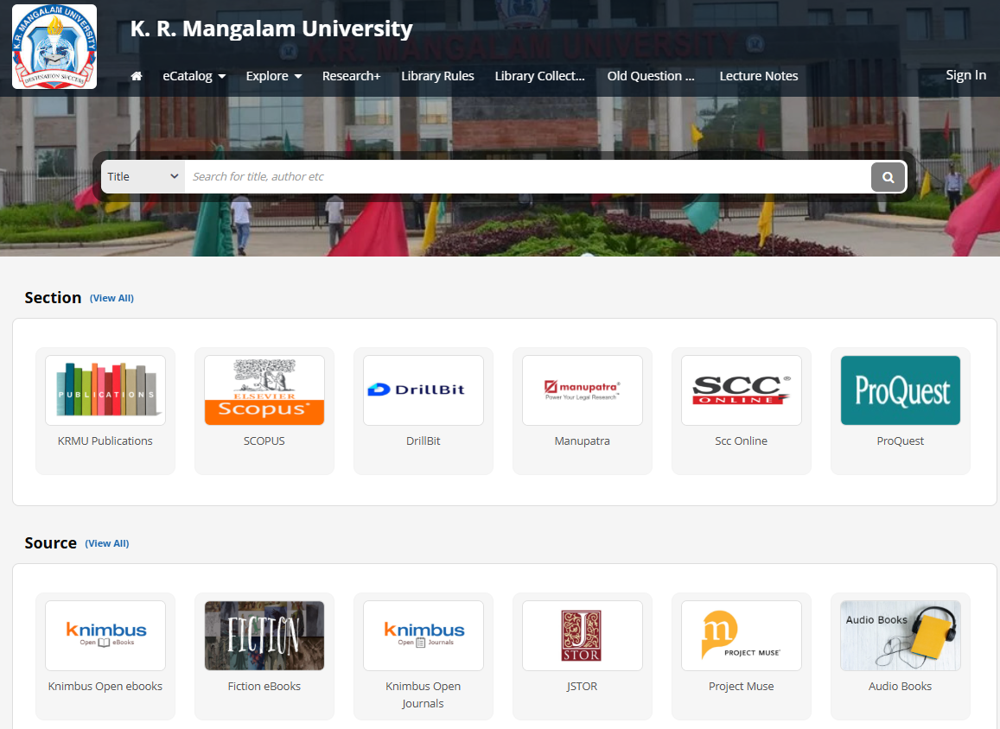 K.R. MANGALAM UNIVERSITY
DESTINATION SUCCESS
K. R. Mangalam University
K.R. MANGALAM UNIVERSITY
eCatalog
Explore
Research+
Library Rules
Library Collect...
Old Question ...
Lecture Notes
Sign In
Title
Search for title, author etc
Section (View All)
PUBLICATIONS
KRMU Publications
ELSEVIER
Scopus®
SCOPUS
DrillBit
DrillBit
manupatra®
Power Your Legal Research™
Manupatra
SCC®
ONLINE
Scc Online
ProQuest
ProQuest
Source (View All)
knimbus
Open eBooks
Knimbus Open ebooks
FICTION
Fiction eBooks
knimbus
Open Journals
Knimbus Open
Journals
J
STOR
JSTOR
m
PROJECT MUSE®
Project Muse
Audio Books
Audio Books